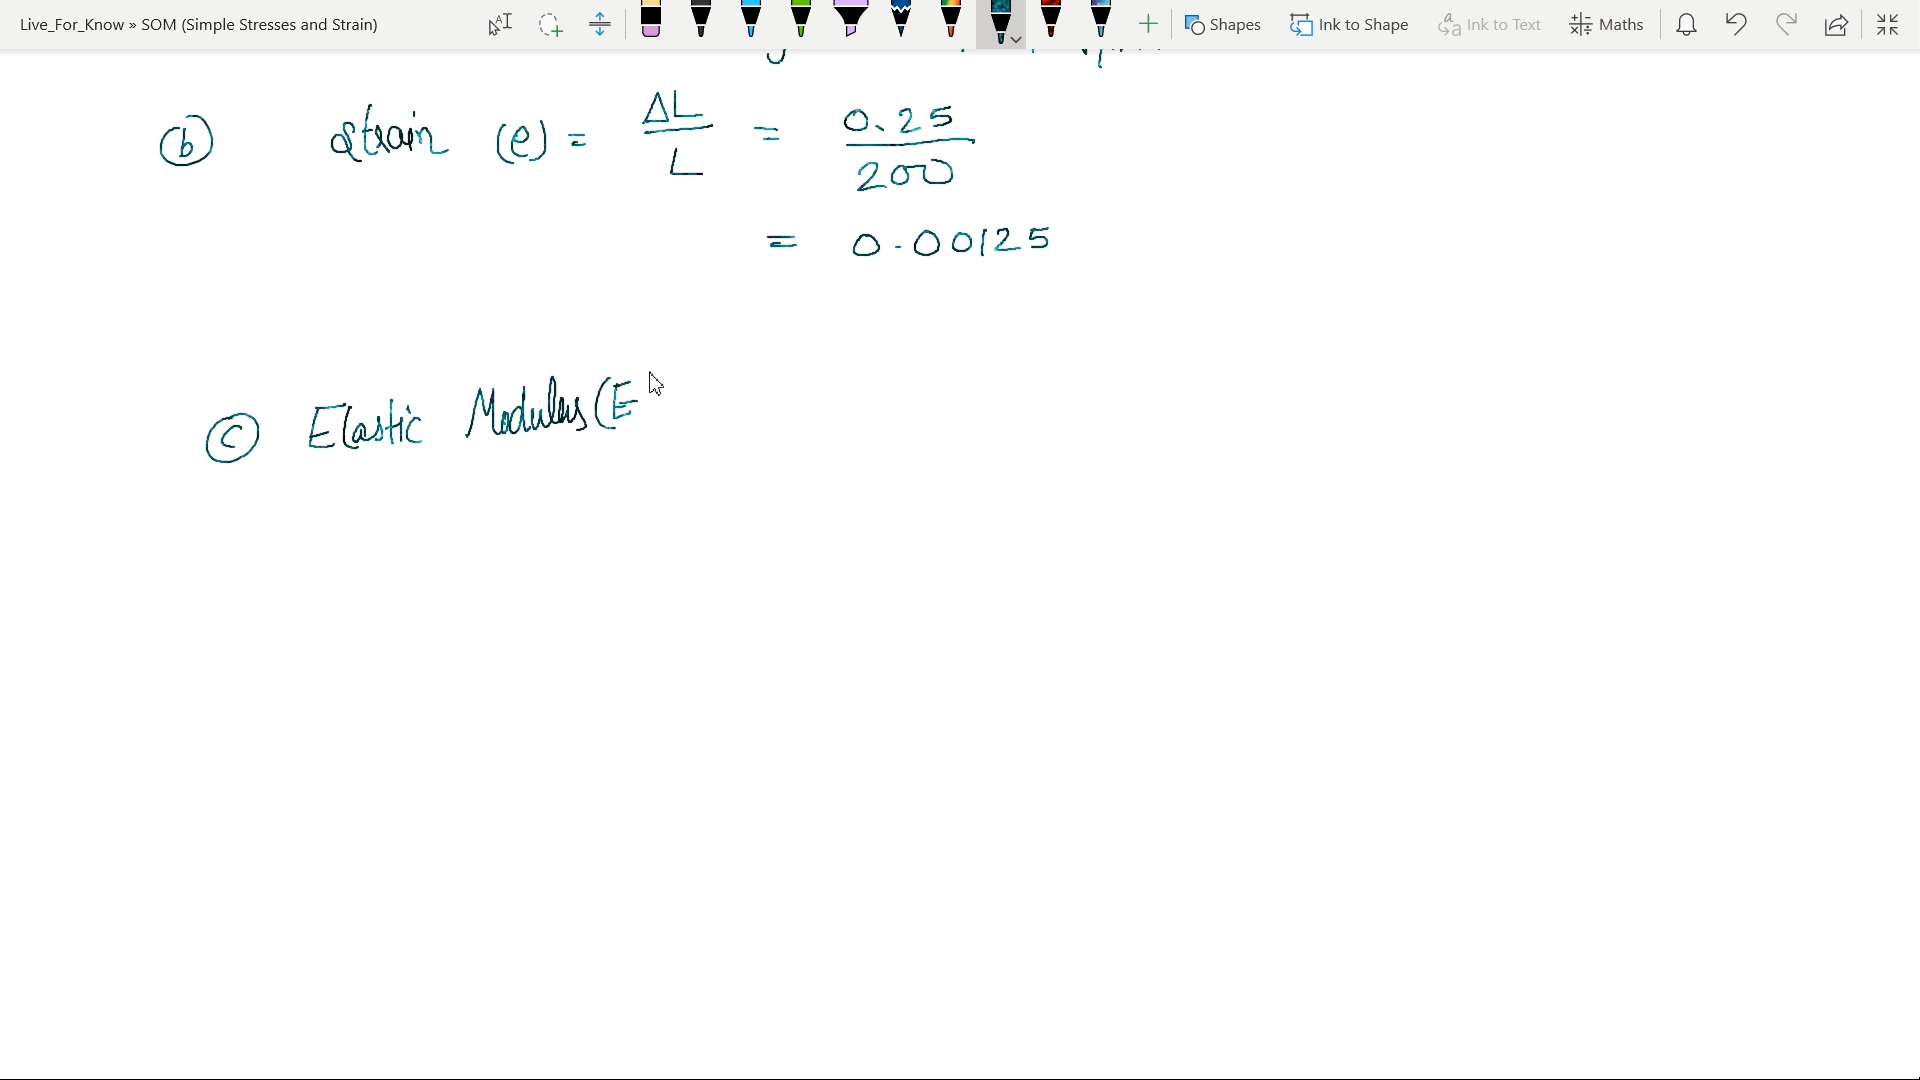 Live_For_Know » SOM (Simple Stresses and Strain) Shapes Ink to Shape Ink to Text Maths
(b) Strain (e) = ΔL / L = 0.25 / 200
= 0.00125
(c) Elastic Modulus (E